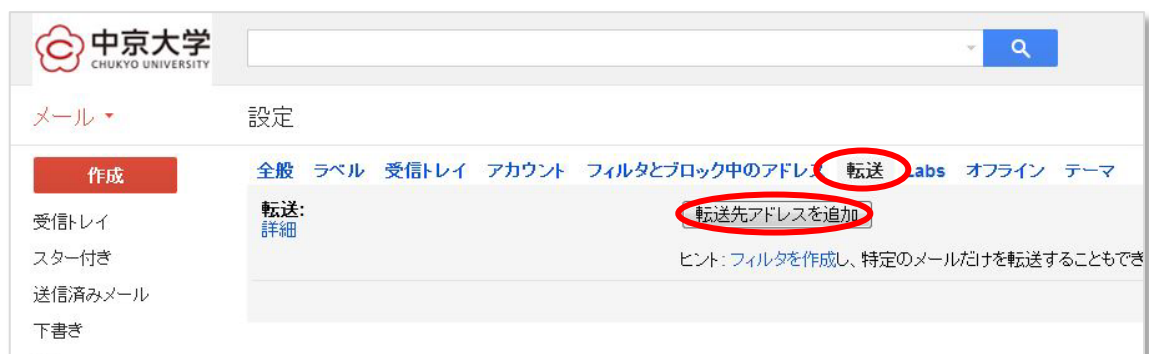 中京大学
CHUKYO UNIVERSITY
メール
設定
作成
全般 ラベル 受信トレイ アカウント フィルタとブロック中のアドレス 転送 Labs オフライン テーマ
受信トレイ
転送:
転送先アドレスを追加
詳細
スター付き
ヒント: フィルタを作成し、特定のメールだけを転送することもでき
送信済みメール
下書き